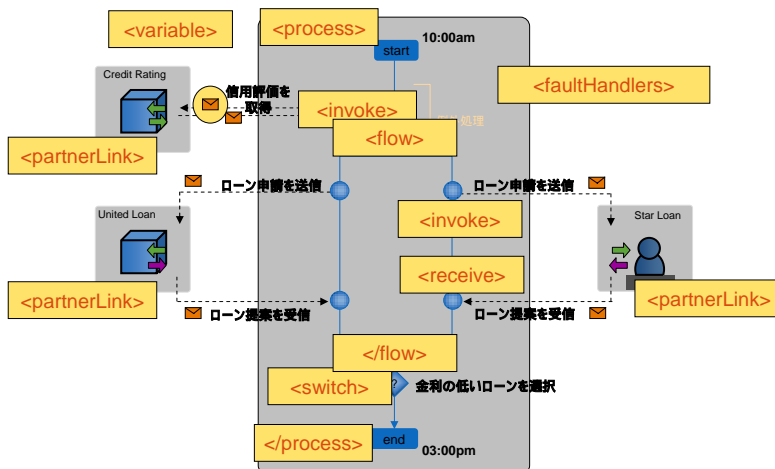 <variable>
<process>
10:00am
start
Credit Rating
信用評価を
取得
<faultHandlers>
<invoke>
処理
<flow>
<partnerLink>
ローン申請を送信
ローン申請を送信
United Loan
<invoke>
Star Loan
<receive>
<partnerLink>
<partnerLink>
ローン提案を受信
ローン提案を受信
</flow>
<switch>
?
金利の低いローンを選択
</process>
end
03:00pm